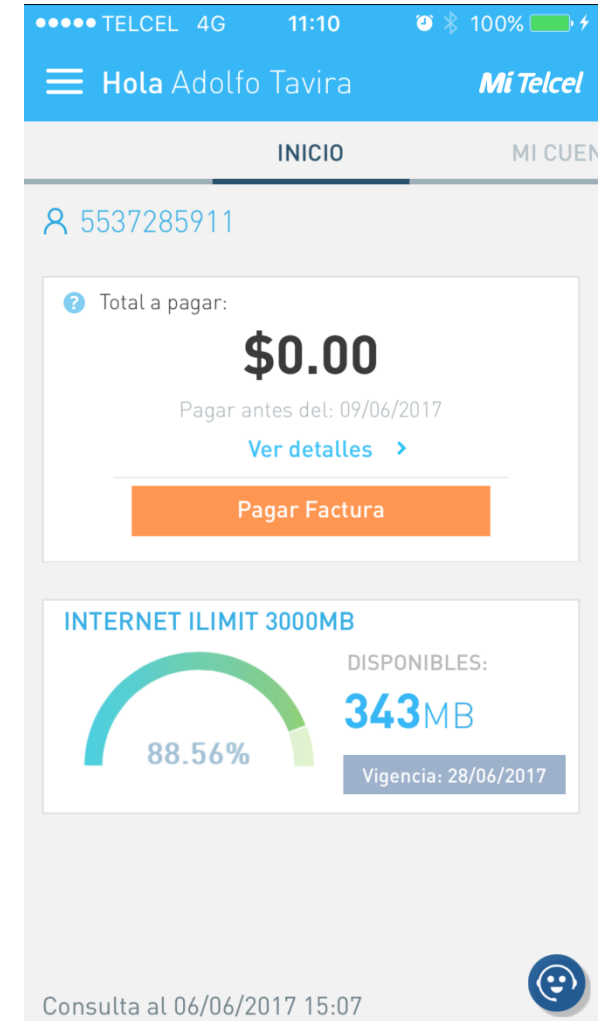 TELCEL 4G 11:10 100%
Hola Adolfo Tavira Mi Telcel
INICIO MI CUEN
5537285911
? Total a pagar:
$0.00
Pagar antes del: 09/06/2017
Ver detalles >
Pagar Factura
INTERNET ILIMIT 3000MB
DISPONIBLES:
343MB
88.56%
Vigencia: 28/06/2017
Consulta al 06/06/2017 15:07